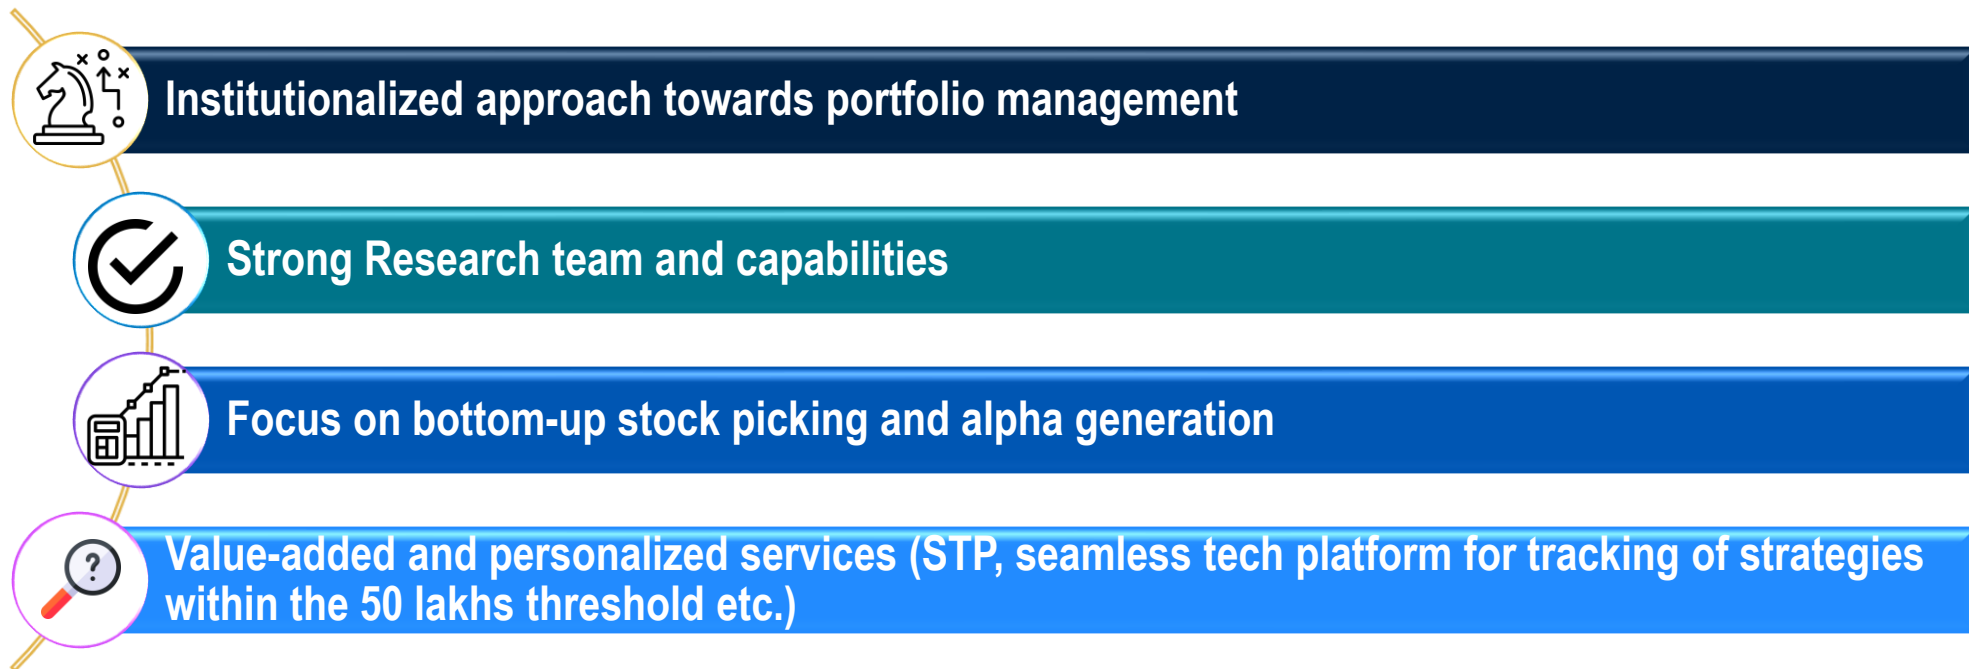 Institutionalized approach towards portfolio management
Strong Research team and capabilities
Focus on bottom-up stock picking and alpha generation
Value-added and personalized services (STP, seamless tech platform for tracking of strategies
within the 50 lakhs threshold etc.)